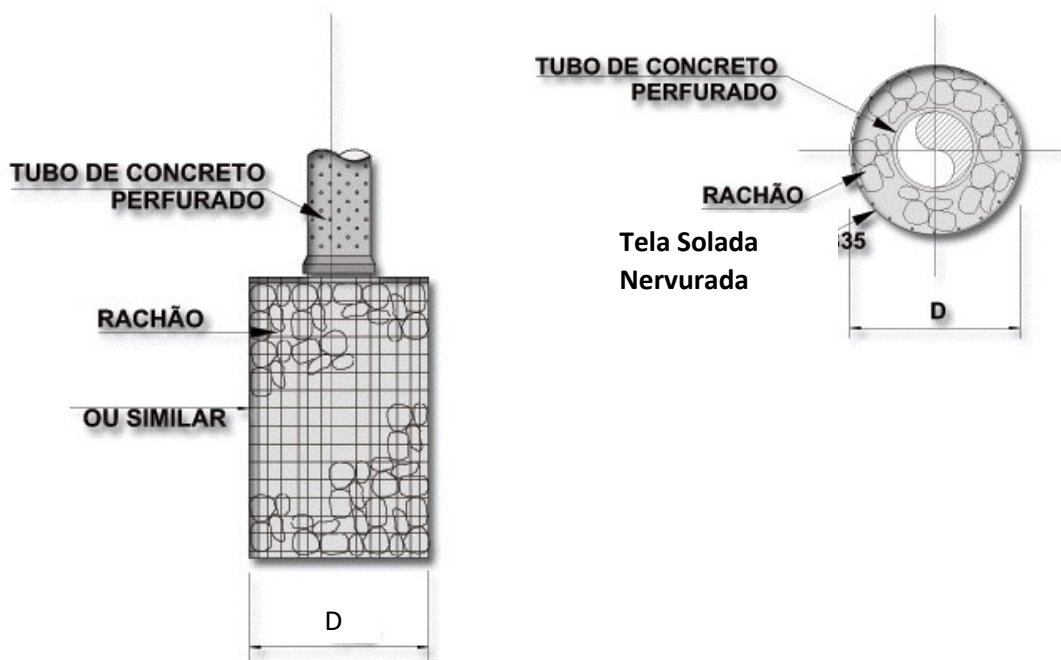 TUBO DE CONCRETO
PERFURADO
RACHÃO
OU SIMILAR
D
TUBO DE CONCRETO
PERFURADO
RACHÃO
Tela Solada
Nervurada
35
D